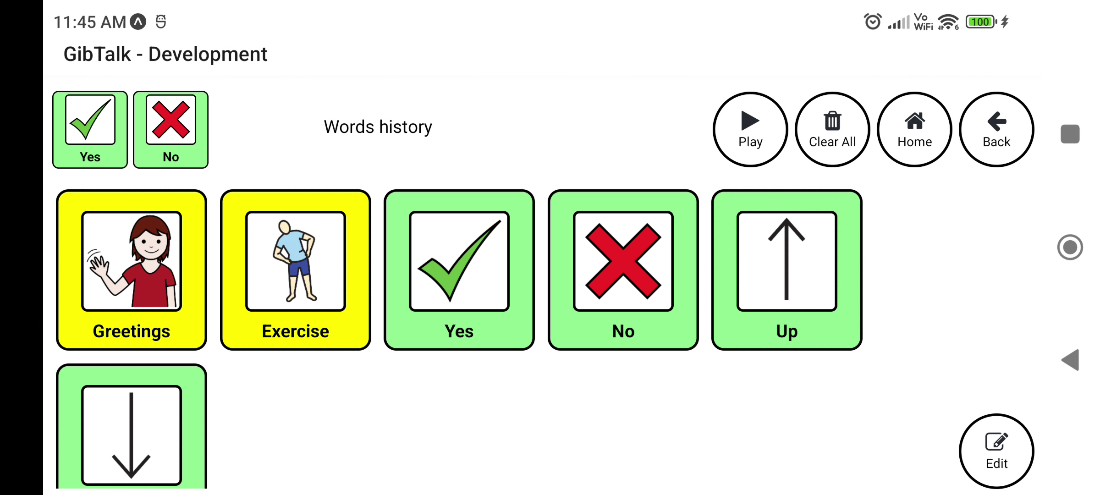 11:45 AM
Vo
WiFi
6
100
GibTalk - Development
Yes
No
Words history
Play
Clear All
Home
Back
Greetings
Exercise
Yes
No
Up
Edit